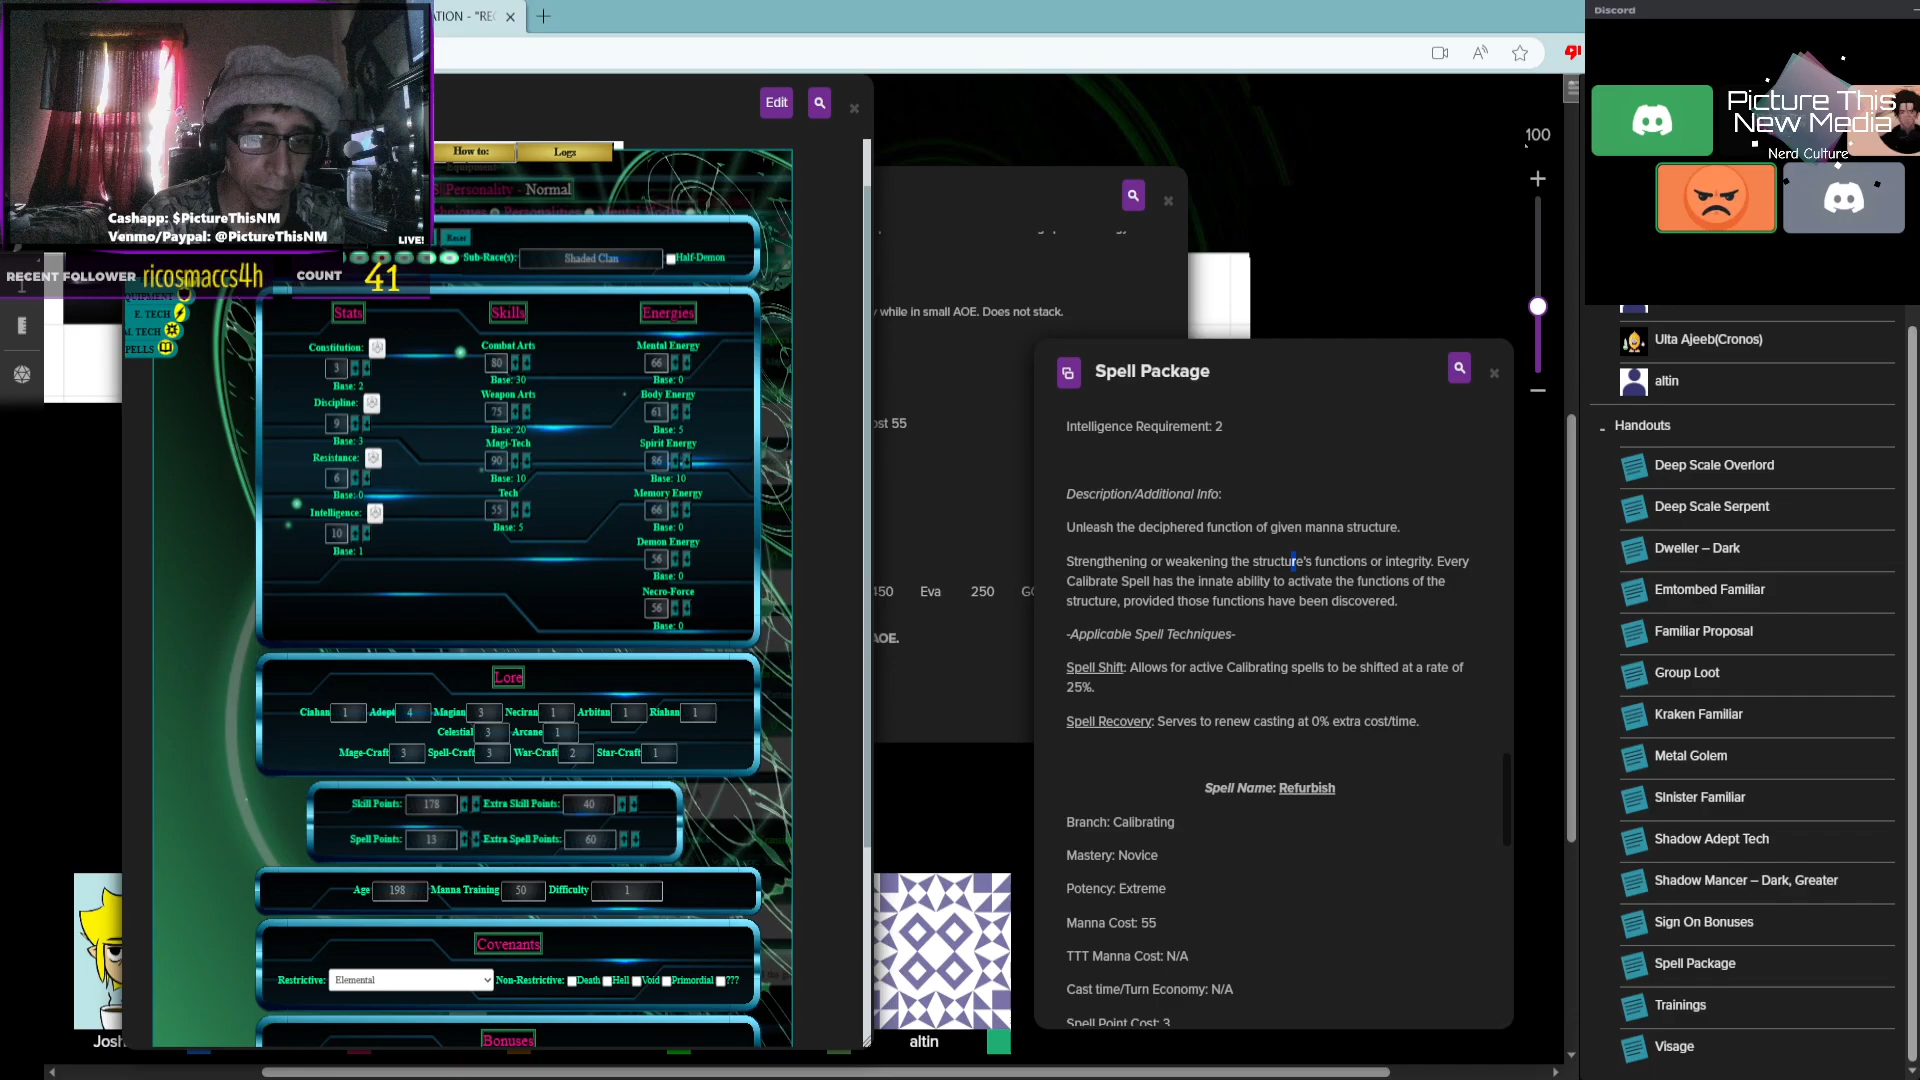 ATION - "REC
Discord
Cashapp: $PictureThisNM
Venmo/Paypal: @PictureThisNM
LIVE!
RECENT FOLLOWER ricosmaccs4h COUNT 41
Picture This
New Media
Nerd Culture
Edit
How to: Logz
Equipment
Personality - Normal
Reset
Sub-Race(s): Shaded Clan Half-Demon
EQUIPMENT
E. TECH
M. TECH
SPELLS
Stats
Constitution:
3
Base: 2
Discipline:
9
Base: 3
Resistance:
6
Base: 0
Intelligence:
10
Base: 1
Skills
Combat Arts
80
Base: 30
Weapon Arts
75
Base: 20
Magi-Tech
90
Base: 10
Tech
55
Base: 5
Energies
Mental Energy
66
Base: 0
Body Energy
61
Base: 5
Spirit Energy
86
Base: 10
Memory Energy
66
Base: 0
Demon Energy
56
Base: 0
Necro-Force
56
Base: 0
Lore
Ciahan 1 Adept 4 Magian 3 Neciran 1 Arbitan 1 Riahan 1
Celestial 3 Arcane 1
Mage-Craft 3 Spell-Craft 3 War-Craft 2 Star-Craft 1
Skill Points: 178 Extra Skill Points: 40
Spell Points: 13 Extra Spell Points: 60
Age 198 Manna Training 50 Difficulty 1
Covenants
Restrictive: Elemental Non-Restrictive: Death Hell Void Primordial ???
Bonuses
while in small AOE. Does not stack.
ost 55
450 Eva 250
AOE.
Spell Package
Intelligence Requirement: 2
Description/Additional Info:
Unleash the deciphered function of given manna structure.
Strengthening or weakening the structure's functions or integrity. Every
Calibrate Spell has the innate ability to activate the functions of the
structure, provided those functions have been discovered.
-Applicable Spell Techniques-
Spell Shift: Allows for active Calibrating spells to be shifted at a rate of
25%.
Spell Recovery: Serves to renew casting at 0% extra cost/time.
Spell Name: Refurbish
Branch: Calibrating
Mastery: Novice
Potency: Extreme
Manna Cost: 55
TTT Manna Cost: N/A
Cast time/Turn Economy: N/A
Spell Point Cost: 3
100
Ulta Ajeeb(Cronos)
altin
Handouts
Deep Scale Overlord
Deep Scale Serpent
Dweller – Dark
Emtombed Familiar
Familiar Proposal
Group Loot
Kraken Familiar
Metal Golem
SInister Familiar
Shadow Adept Tech
Shadow Mancer – Dark, Greater
Sign On Bonuses
Spell Package
Trainings
Visage
Josh
altin